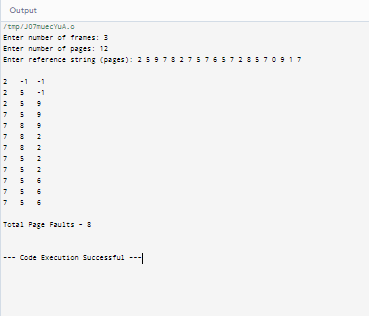 Output
/tmp/J07muecYuA.o
Enter number of frames: 3
Enter number of pages: 12
Enter reference string (pages): 2 5 9 7 8 2 7 5 7 6 5 7 2 8 5 7 0 9 1 7
2 -1 -1
2 5 -1
2 5 9
7 5 9
7 8 9
7 8 2
7 8 2
7 5 2
7 5 2
7 5 6
7 5 6
7 5 6
Total Page Faults - 8
--- Code Execution Successful ---